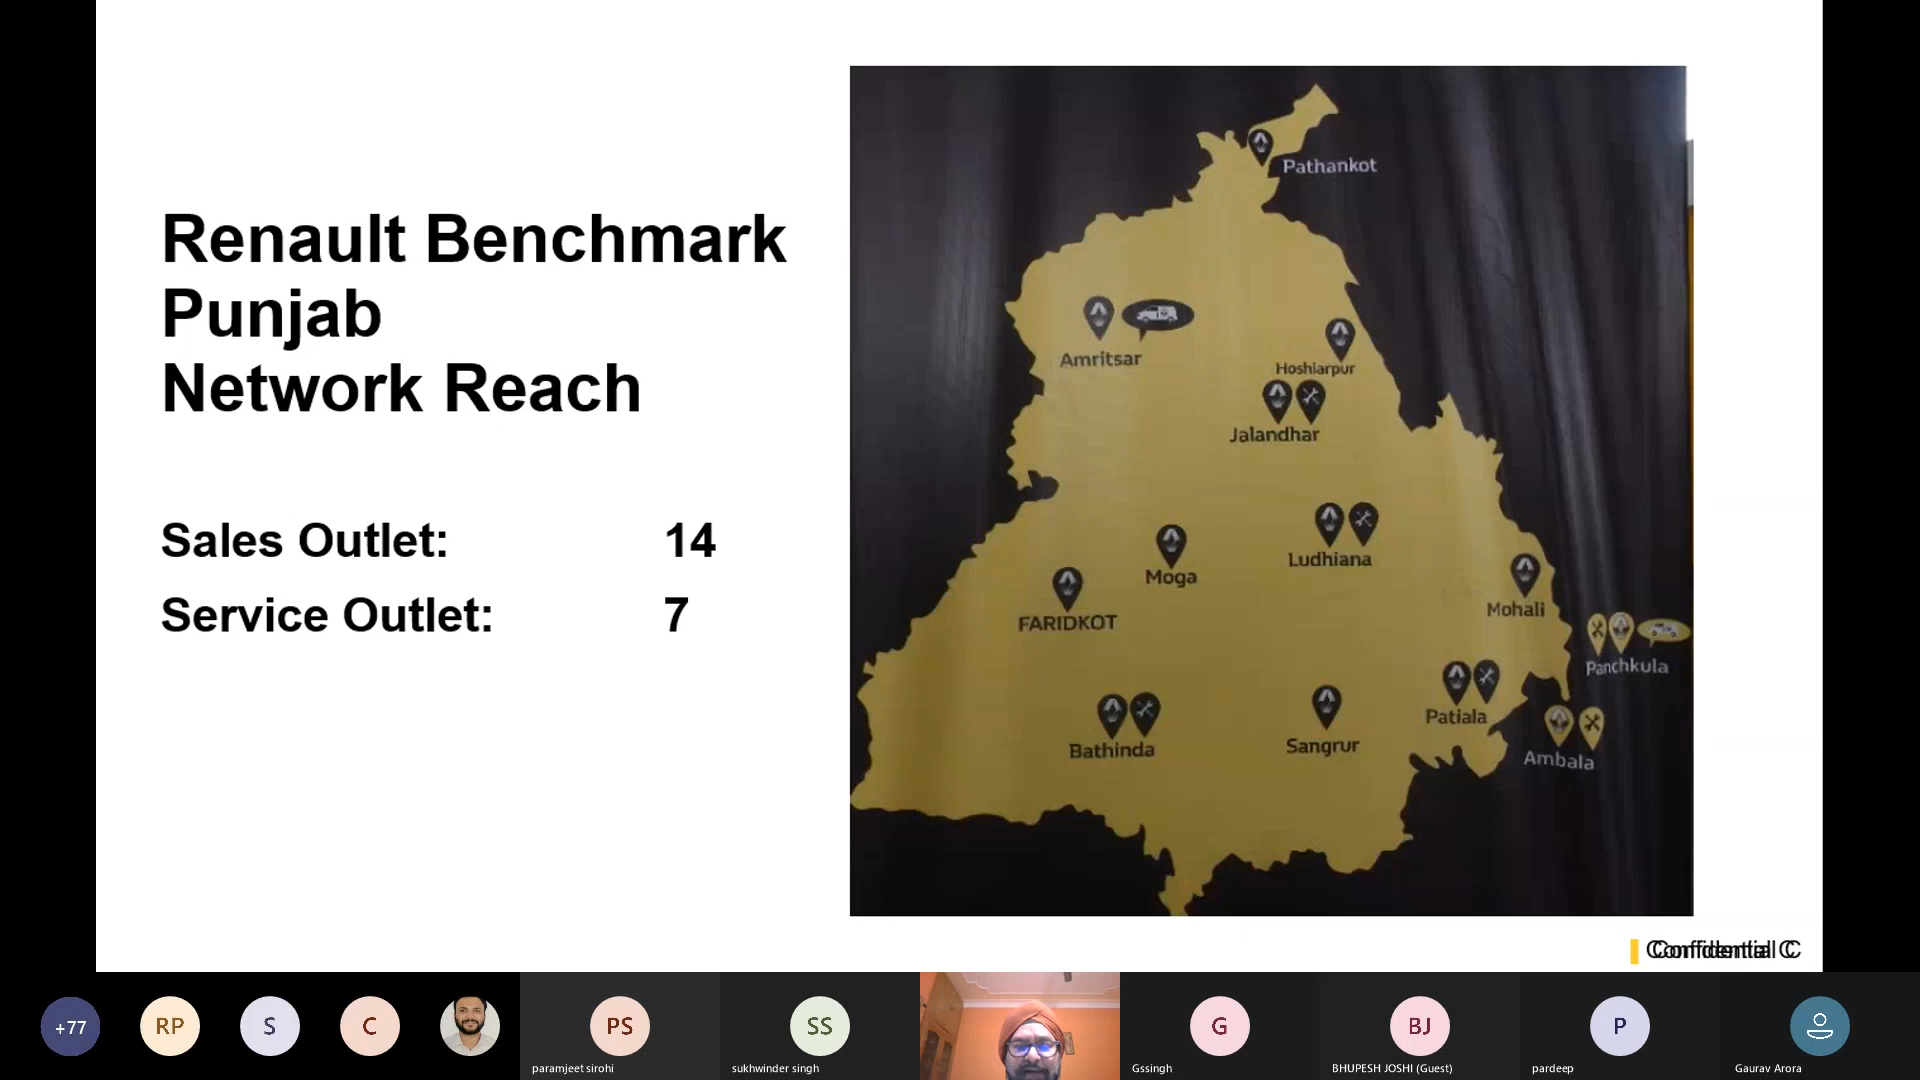 Renault Benchmark
Punjab
Network Reach
Sales Outlet: 14
Service Outlet: 7
Pathankot
Amritsar
Hoshiarpur
Jalandhar
Ludhiana
Moga
FARIDKOT
Mohali
Panchkula
Patiala
Bathinda
Sangrur
Ambala
Confidential C
+77
RP
S
C
PS
SS
G
BJ
P
paramjeet sirohi
sukhwinder singh
Gssingh
BHUPESH JOSHI (Guest)
pardeep
Gaurav Arora